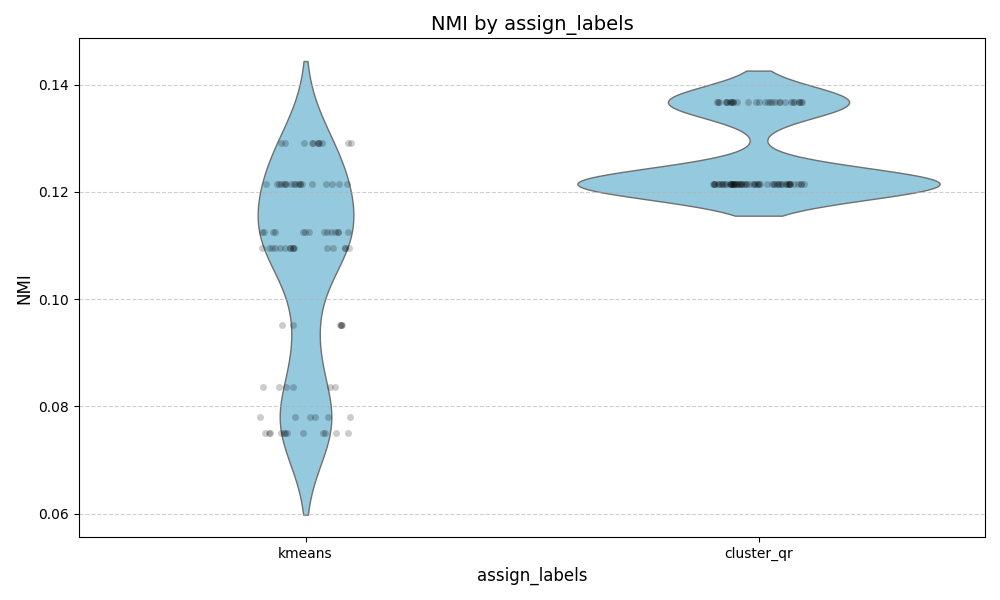 NMI by assign_labels
NMI
0.14
0.12
0.10
0.08
0.06
kmeans
cluster_qr
assign_labels